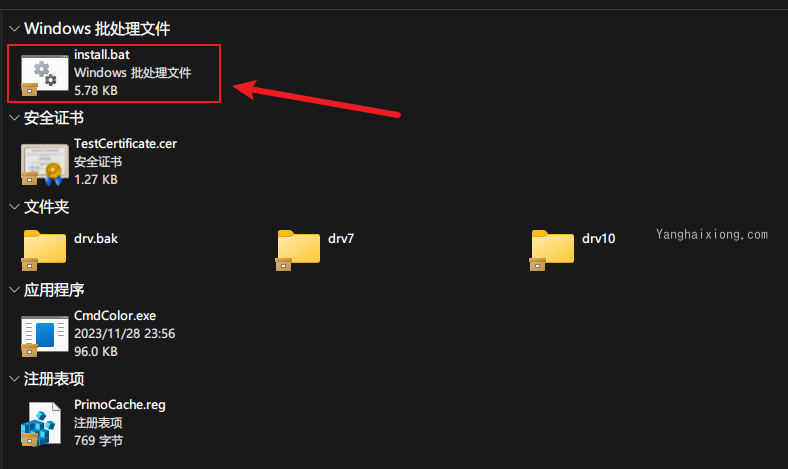 Windows 批处理文件
install.bat
Windows 批处理文件
5.78 KB
安全证书
TestCertificate.cer
安全证书
1.27 KB
文件夹
drv.bak
drv7
drv10
Yanghaixiong.com
应用程序
CmdColor.exe
2023/11/28 23:56
96.0 KB
注册表项
PrimoCache.reg
注册表项
769 字节